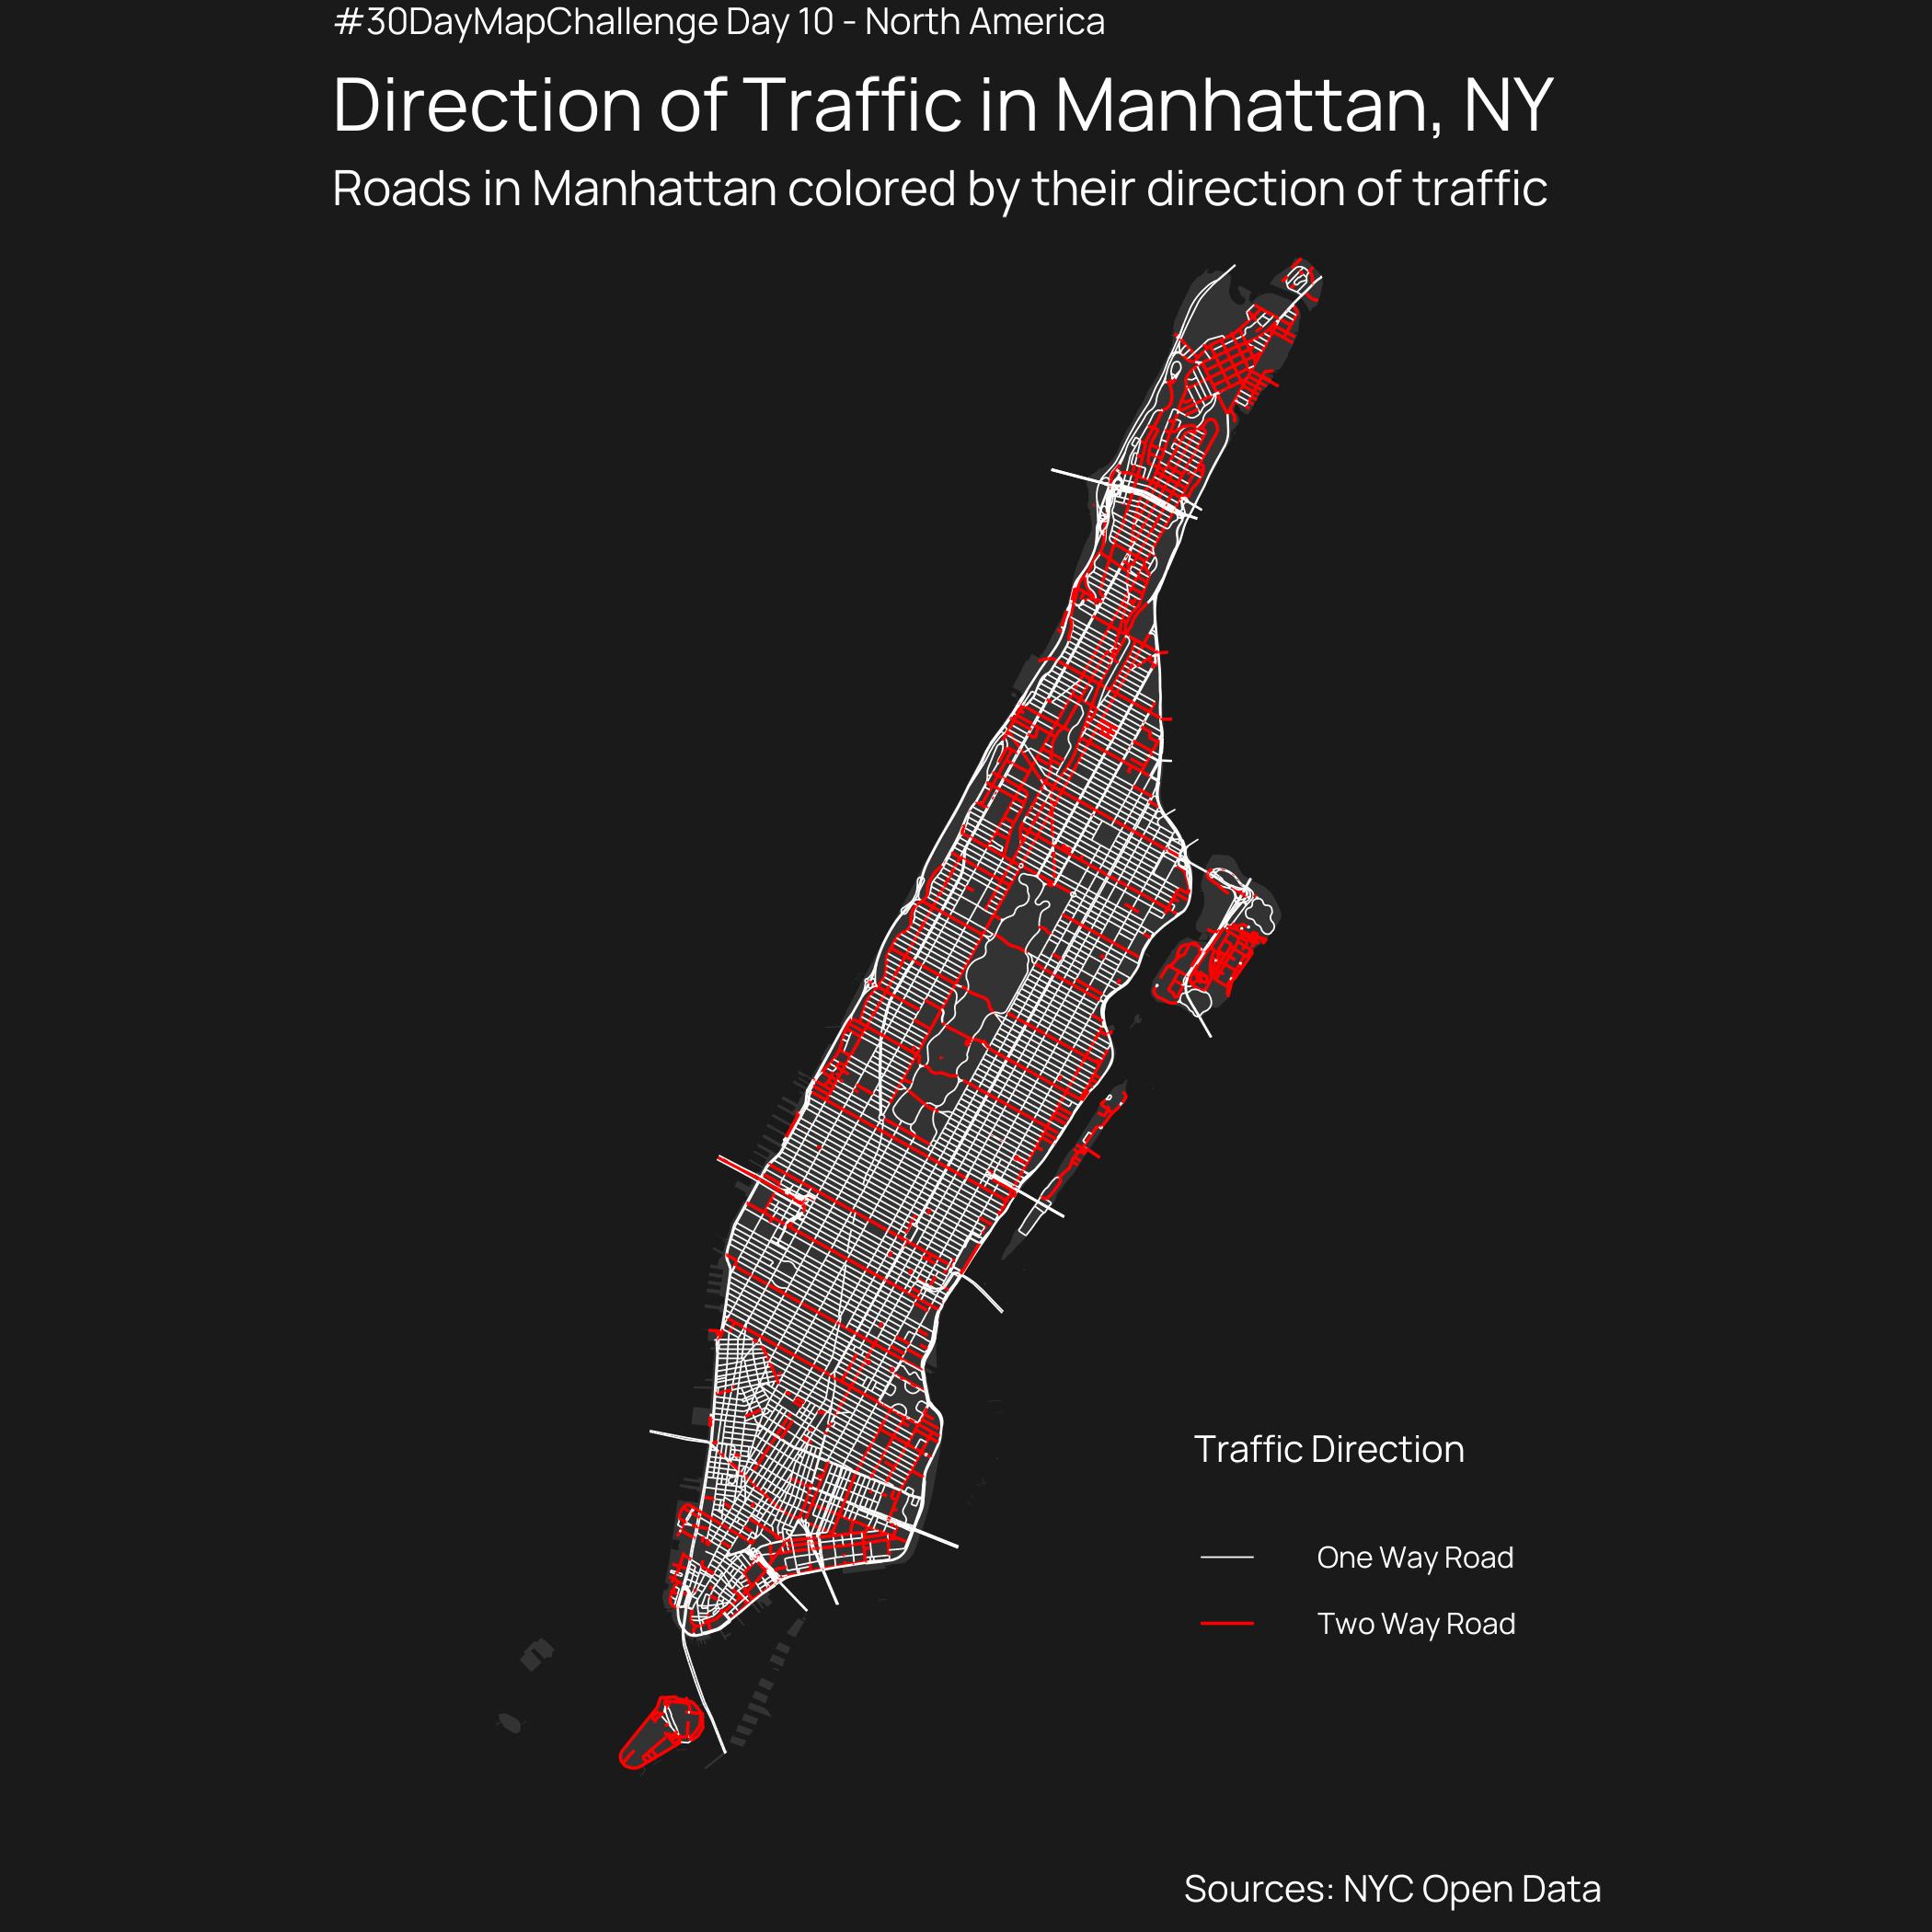 #30DayMapChallenge Day 10 - North America
Direction of Traffic in Manhattan, NY
Roads in Manhattan colored by their direction of traffic
Traffic Direction
One Way Road
Two Way Road
Sources: NYC Open Data